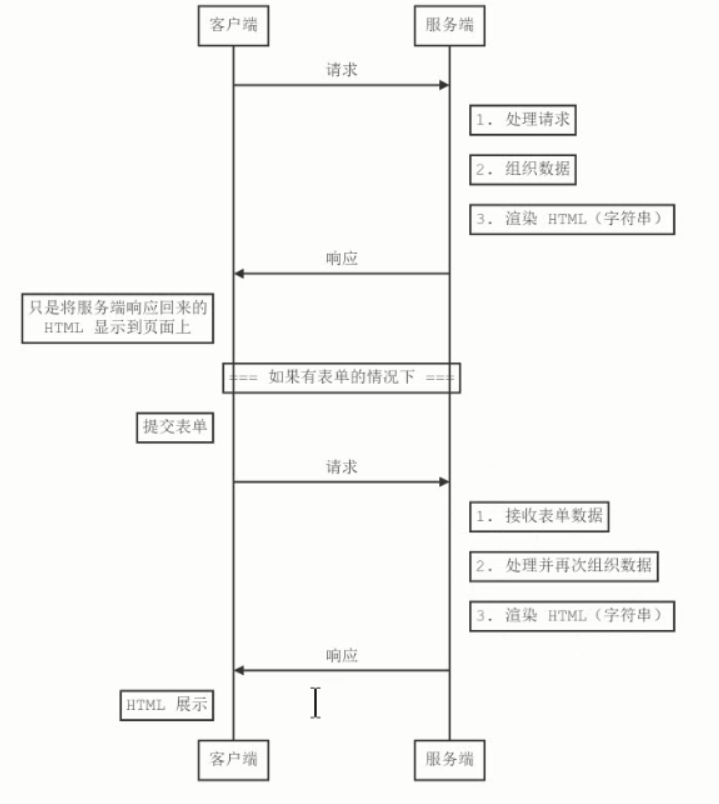 客户端
服务端
请求
1. 处理请求
2. 组织数据
3. 渲染 HTML（字符串）
响应
只是将服务端响应回来的
HTML 显示到页面上
=== 如果有表单的情况下 ===
提交表单
请求
1. 接收表单数据
2. 处理并再次组织数据
3. 渲染 HTML（字符串）
响应
HTML 展示
客户端
服务端